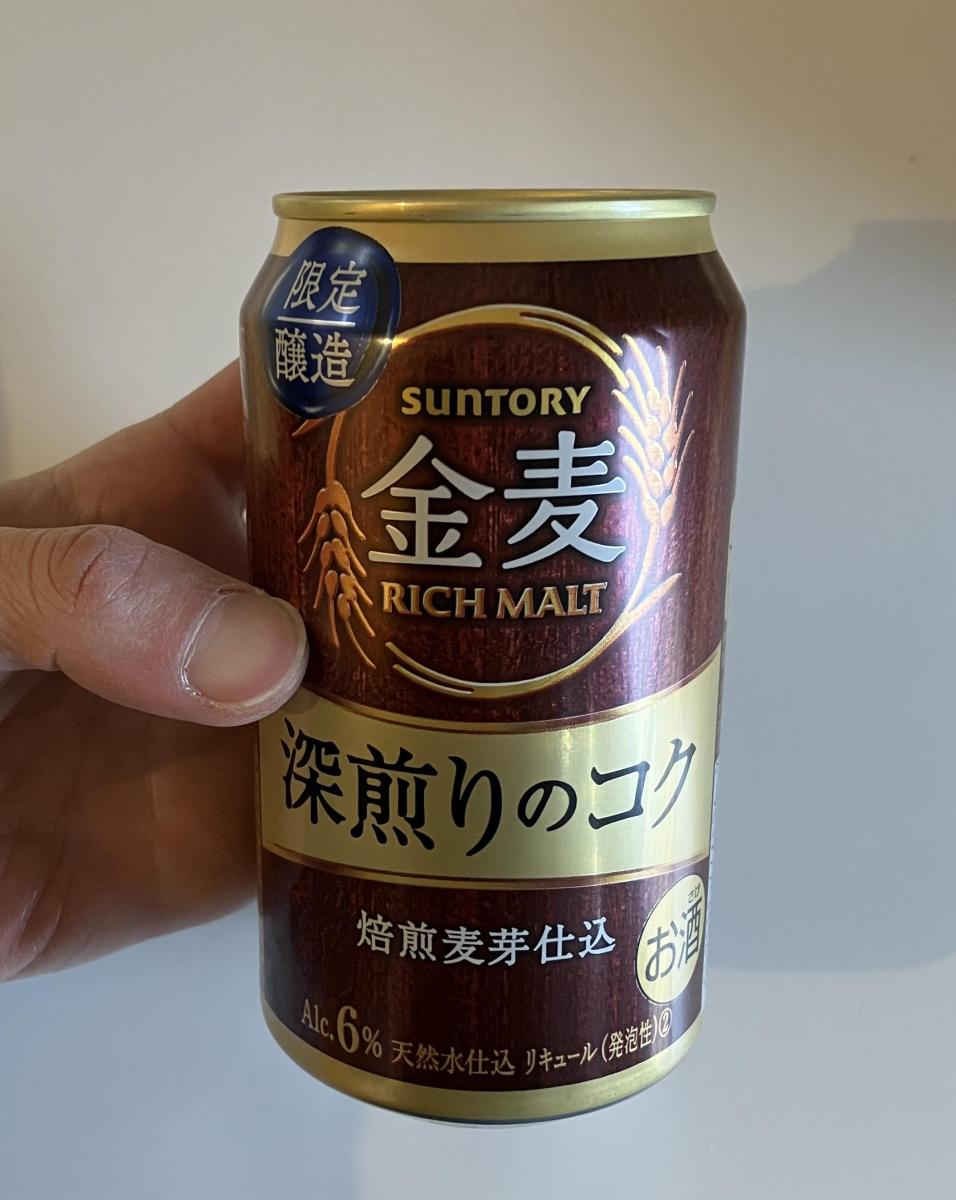 限定
醸造
SUNTORY
金麦
RICH MALT
深煎りのコク
焙煎麦芽仕込
さけ
お酒
Alc.6% 天然水仕込 リキュール(発泡性)②